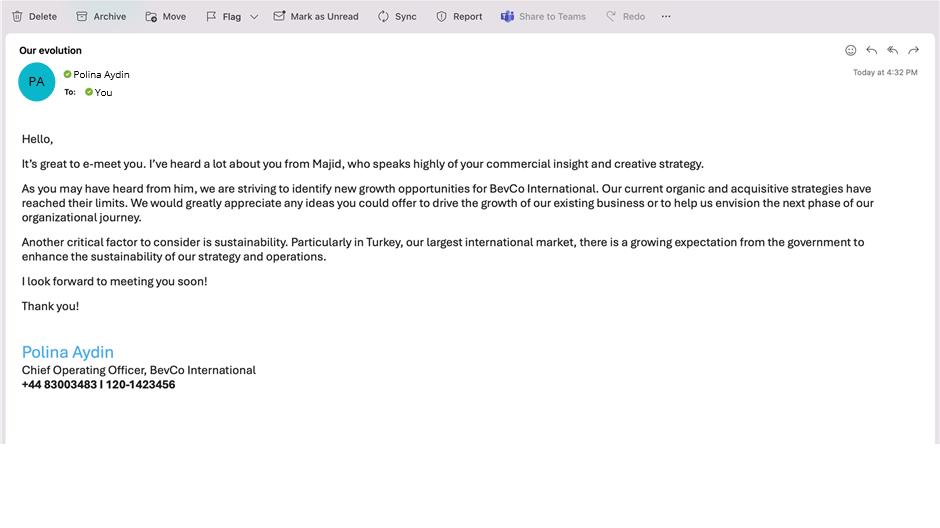 Delete Archive Move Flag Mark as Unread Sync Report Share to Teams Redo ...
Our evolution
PA
Polina Aydin
Today at 4:32 PM
To: You
Hello,
It's great to e-meet you. I've heard a lot about you from Majid, who speaks highly of your commercial insight and creative strategy.
As you may have heard from him, we are striving to identify new growth opportunities for BevCo International. Our current organic and acquisitive strategies have
reached their limits. We would greatly appreciate any ideas you could offer to drive the growth of our existing business or to help us envision the next phase of our
organizational journey.
Another critical factor to consider is sustainability. Particularly in Turkey, our largest international market, there is a growing expectation from the government to
enhance the sustainability of our strategy and operations.
I look forward to meeting you soon!
Thank you!
Polina Aydin
Chief Operating Officer, BevCo International
+44 83003483 I 120-1423456